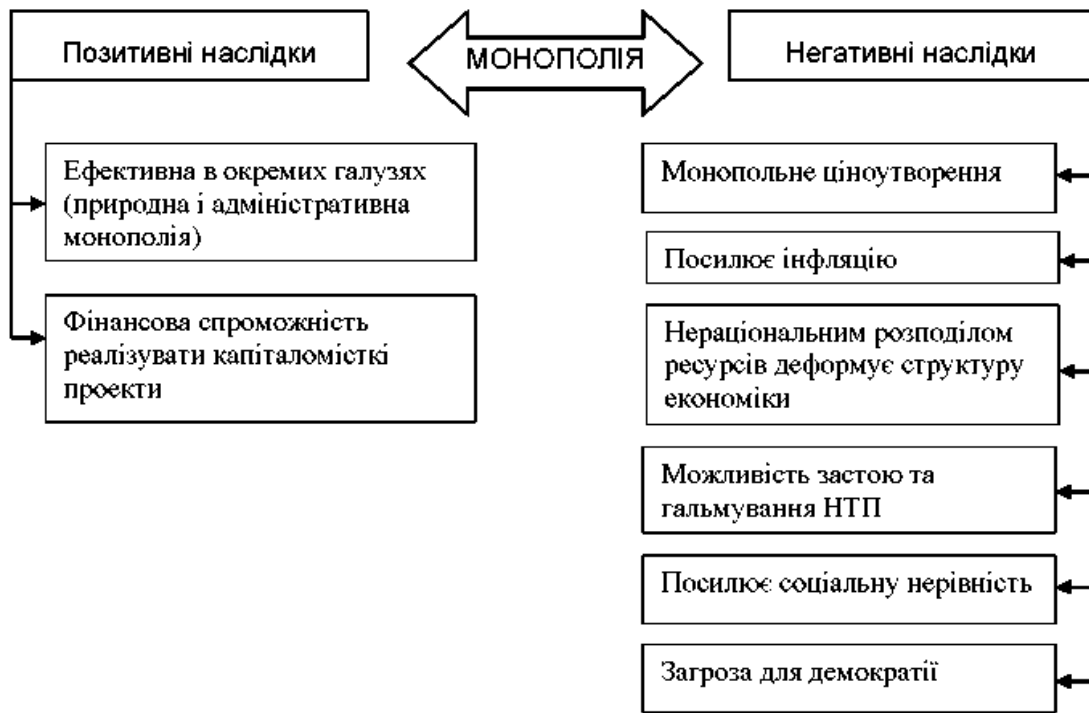 Позитивні наслідки
МОНОПОЛІЯ
Негативні наслідки
Ефективна в окремих галузях
(природна і адміністративна
монополія)
Фінансова спроможність
реалізувати капіталомісткі
проекти
Монопольне ціноутворення
Посилює інфляцію
Нераціональним розподілом
ресурсів деформує структуру
економіки
Можливість застою та
гальмування НТП
Посилює соціальну нерівність
Загроза для демократії